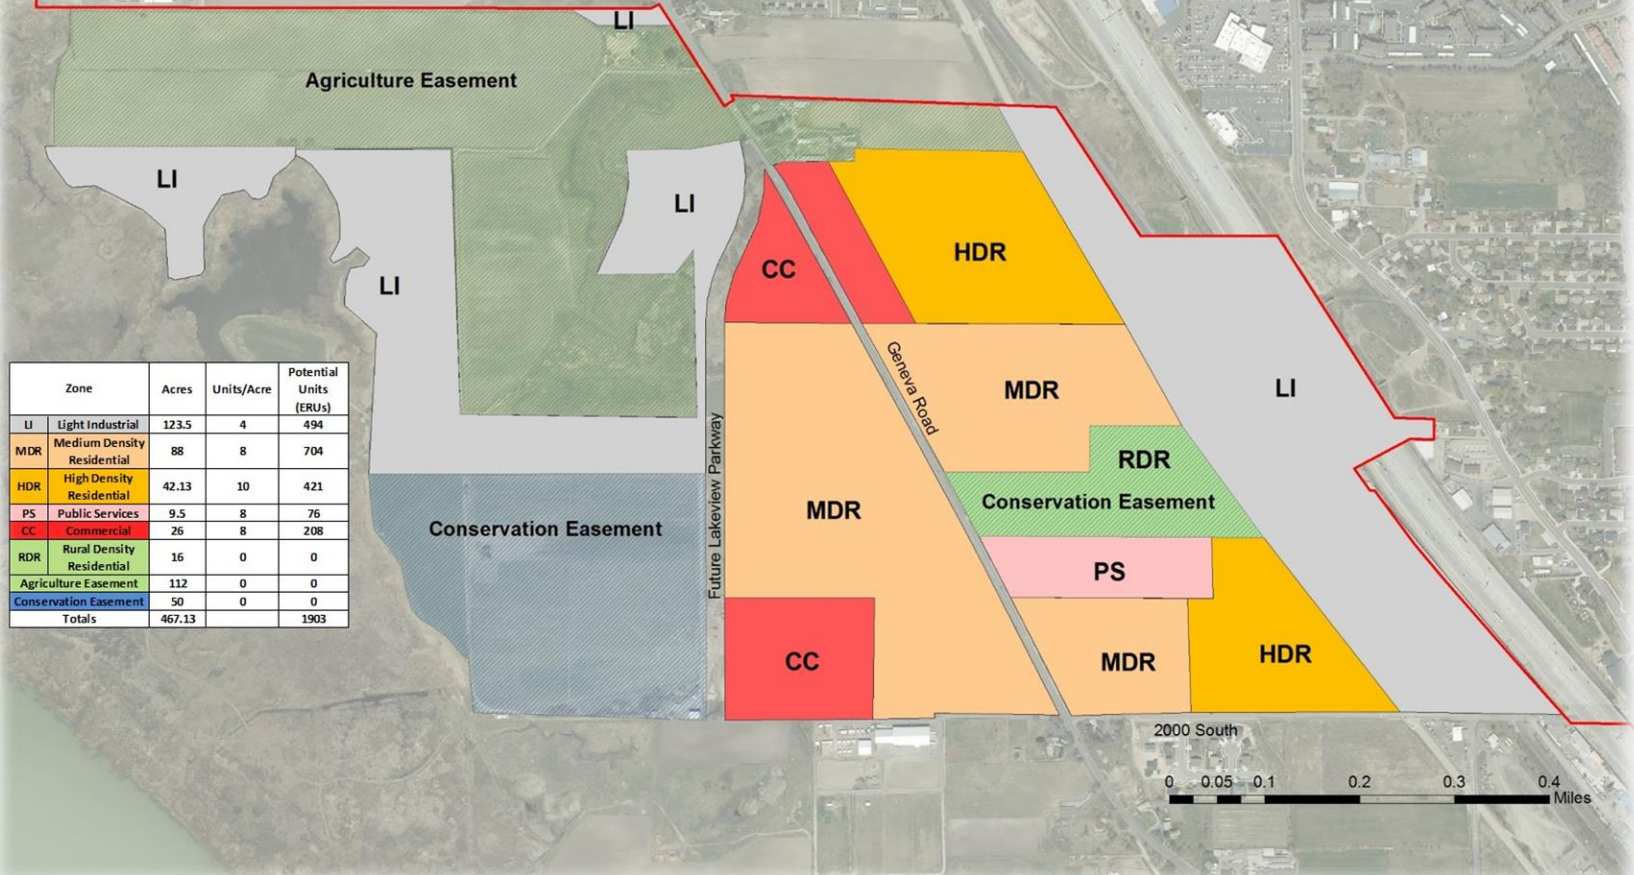 LI
Agriculture Easement
LI
LI
LI
CC
HDR
LI
Geneva Road
MDR
LI
RDR
Conservation Easement
MDR
Conservation Easement
Future Lakeview Parkway
PS
CC
MDR
HDR
2000 South
0 0.05 0.1 0.2 0.3 0.4
Miles
Zone Acres Units/Acre Potential
Units
(ERUs)
LI Light Industrial 123.5 4 494
MDR Medium Density
Residential 88 8 704
HDR High Density
Residential 42.13 10 421
PS Public Services 9.5 8 76
CC Commercial 26 8 208
RDR Rural Density
Residential 16 0 0
Agriculture Easement 112 0 0
Conservation Easement 50 0 0
Totals 467.13 1903